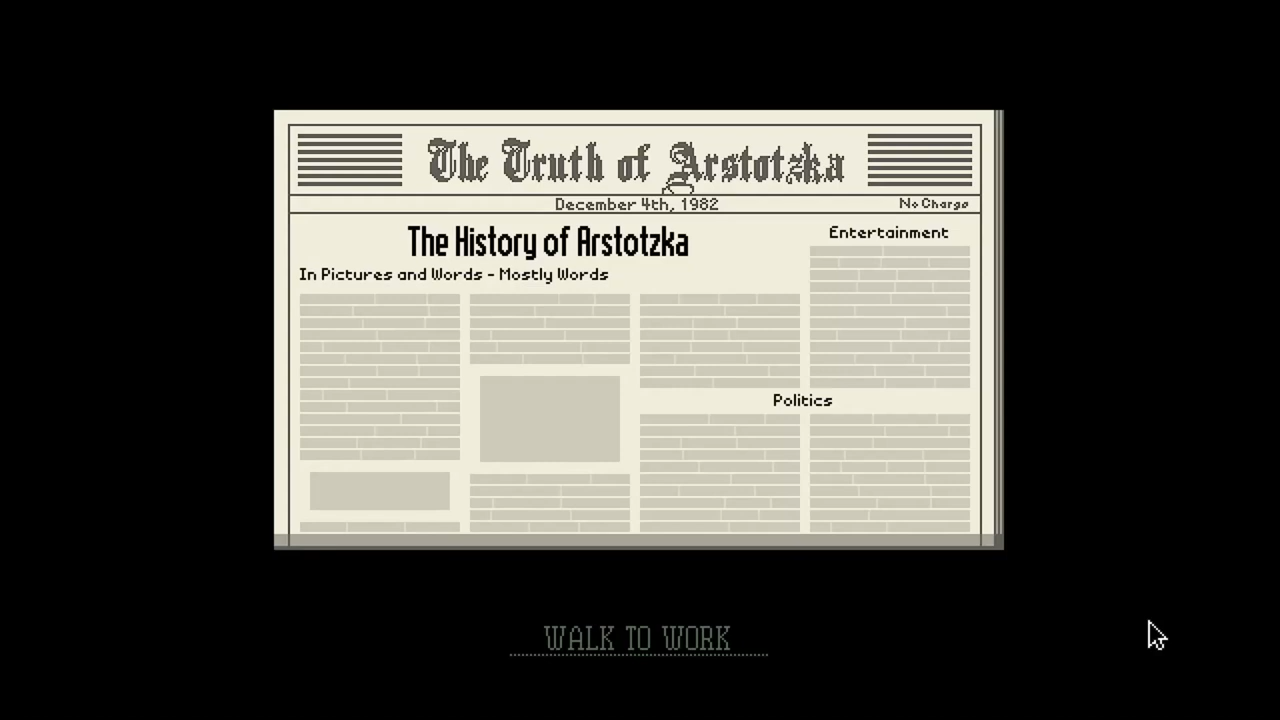 The Truth of Arstotzka
December 4th, 1982
No Charge
The History of Arstotzka
In Pictures and Words - Mostly Words
Entertainment
Politics
WALK TO WORK